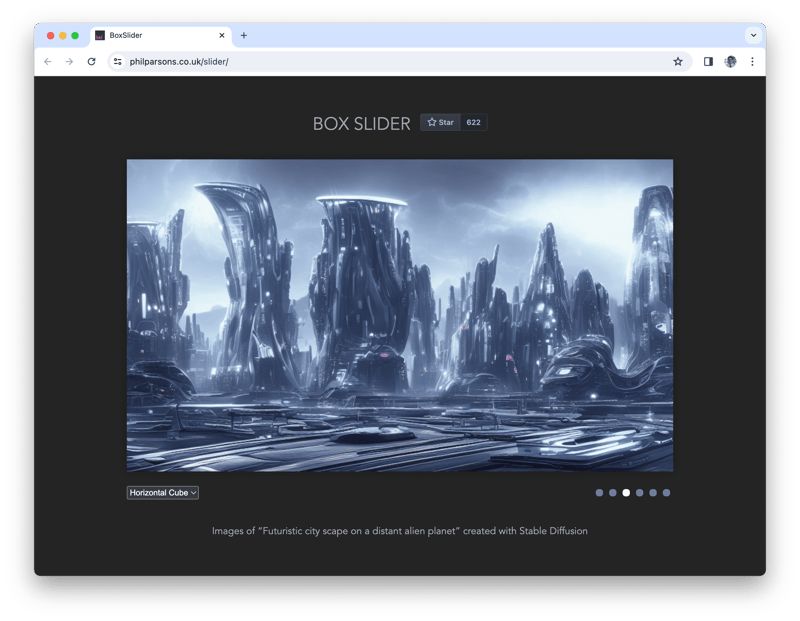 BoxSlider
philparsons.co.uk/slider/
BOX SLIDER
Star 622
Horizontal Cube
Images of “Futuristic city scape on a distant alien planet” created with Stable Diffusion